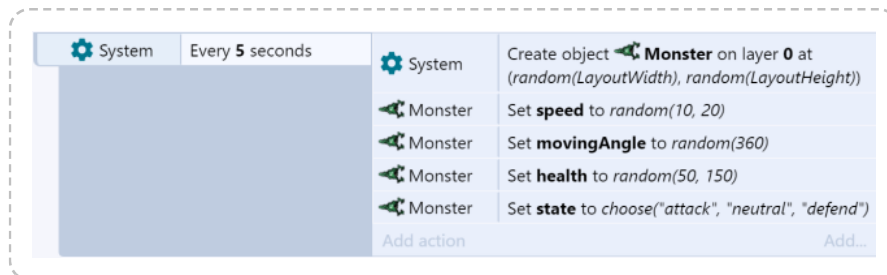 System Every 5 seconds
System Create object Monster on layer 0 at
(random(LayoutWidth), random(LayoutHeight))
Monster Set speed to random(10, 20)
Monster Set movingAngle to random(360)
Monster Set health to random(50, 150)
Monster Set state to choose("attack", "neutral", "defend")
Add action Add...